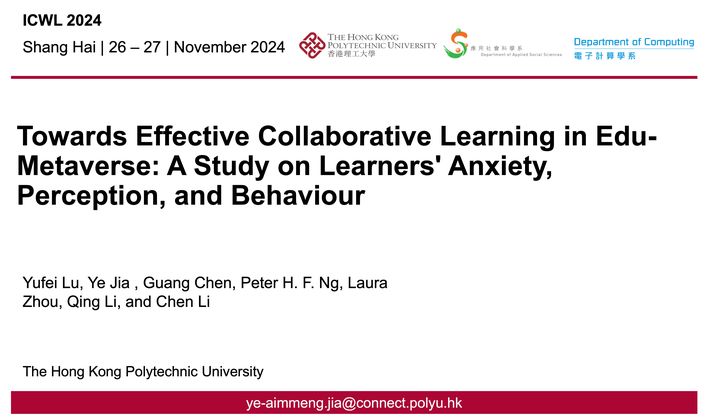 ICWL 2024
Shang Hai | 26 – 27 | November 2024
THE HONG KONG
POLYTECHNIC UNIVERSITY
香港理工大學
應用社會科學系
Department of Applied Social Sciences
Department of Computing
電子計算學系
Towards Effective Collaborative Learning in Edu-
Metaverse: A Study on Learners' Anxiety,
Perception, and Behaviour
Yufei Lu, Ye Jia , Guang Chen, Peter H. F. Ng, Laura
Zhou, Qing Li, and Chen Li
The Hong Kong Polytechnic University
ye-aimmeng.jia@connect.polyu.hk